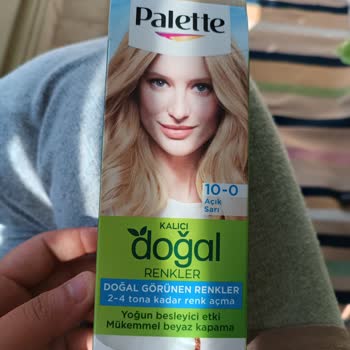 Palette
10-0
Açık
Sarı
KALICI
doğal
RENKLER
DOĞAL GÖRÜNEN RENKLER
2-4 tona kadar renk açma
Yoğun besleyici etki
Mükemmel beyaz kapama